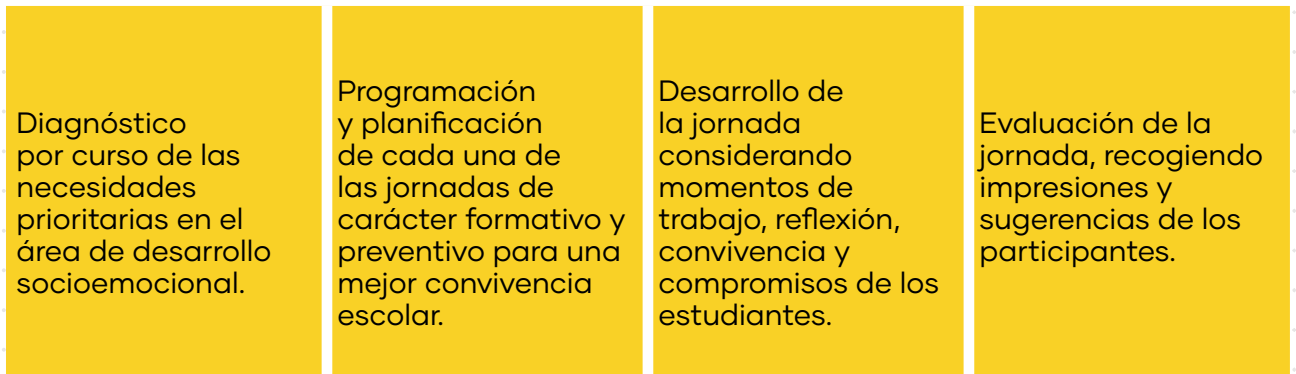 Diagnóstico
por curso de las
necesidades
prioritarias en el
área de desarrollo
socioemocional.
Programación
y planificación
de cada una de
las jornadas de
carácter formativo y
preventivo para una
mejor convivencia
escolar.
Desarrollo de
la jornada
considerando
momentos de
trabajo, reflexión,
convivencia y
compromisos de los
estudiantes.
Evaluación de la
jornada, recogiendo
impresiones y
sugerencias de los
participantes.